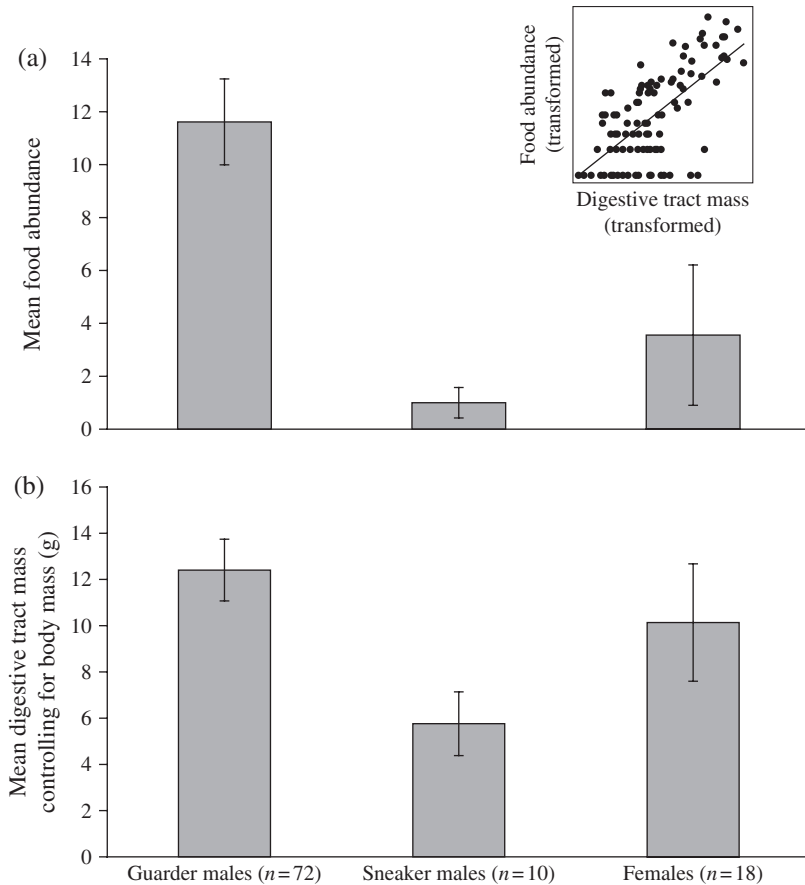 (a)
14
12
10
8
6
4
2
0
Mean food abundance
Food abundance
(transformed)
Digestive tract mass
(transformed)
(b)
16
14
12
10
8
6
4
2
0
Mean digestive tract mass
controlling for body mass (g)
Guarder males (n=72) Sneaker males (n=10) Females (n=18)